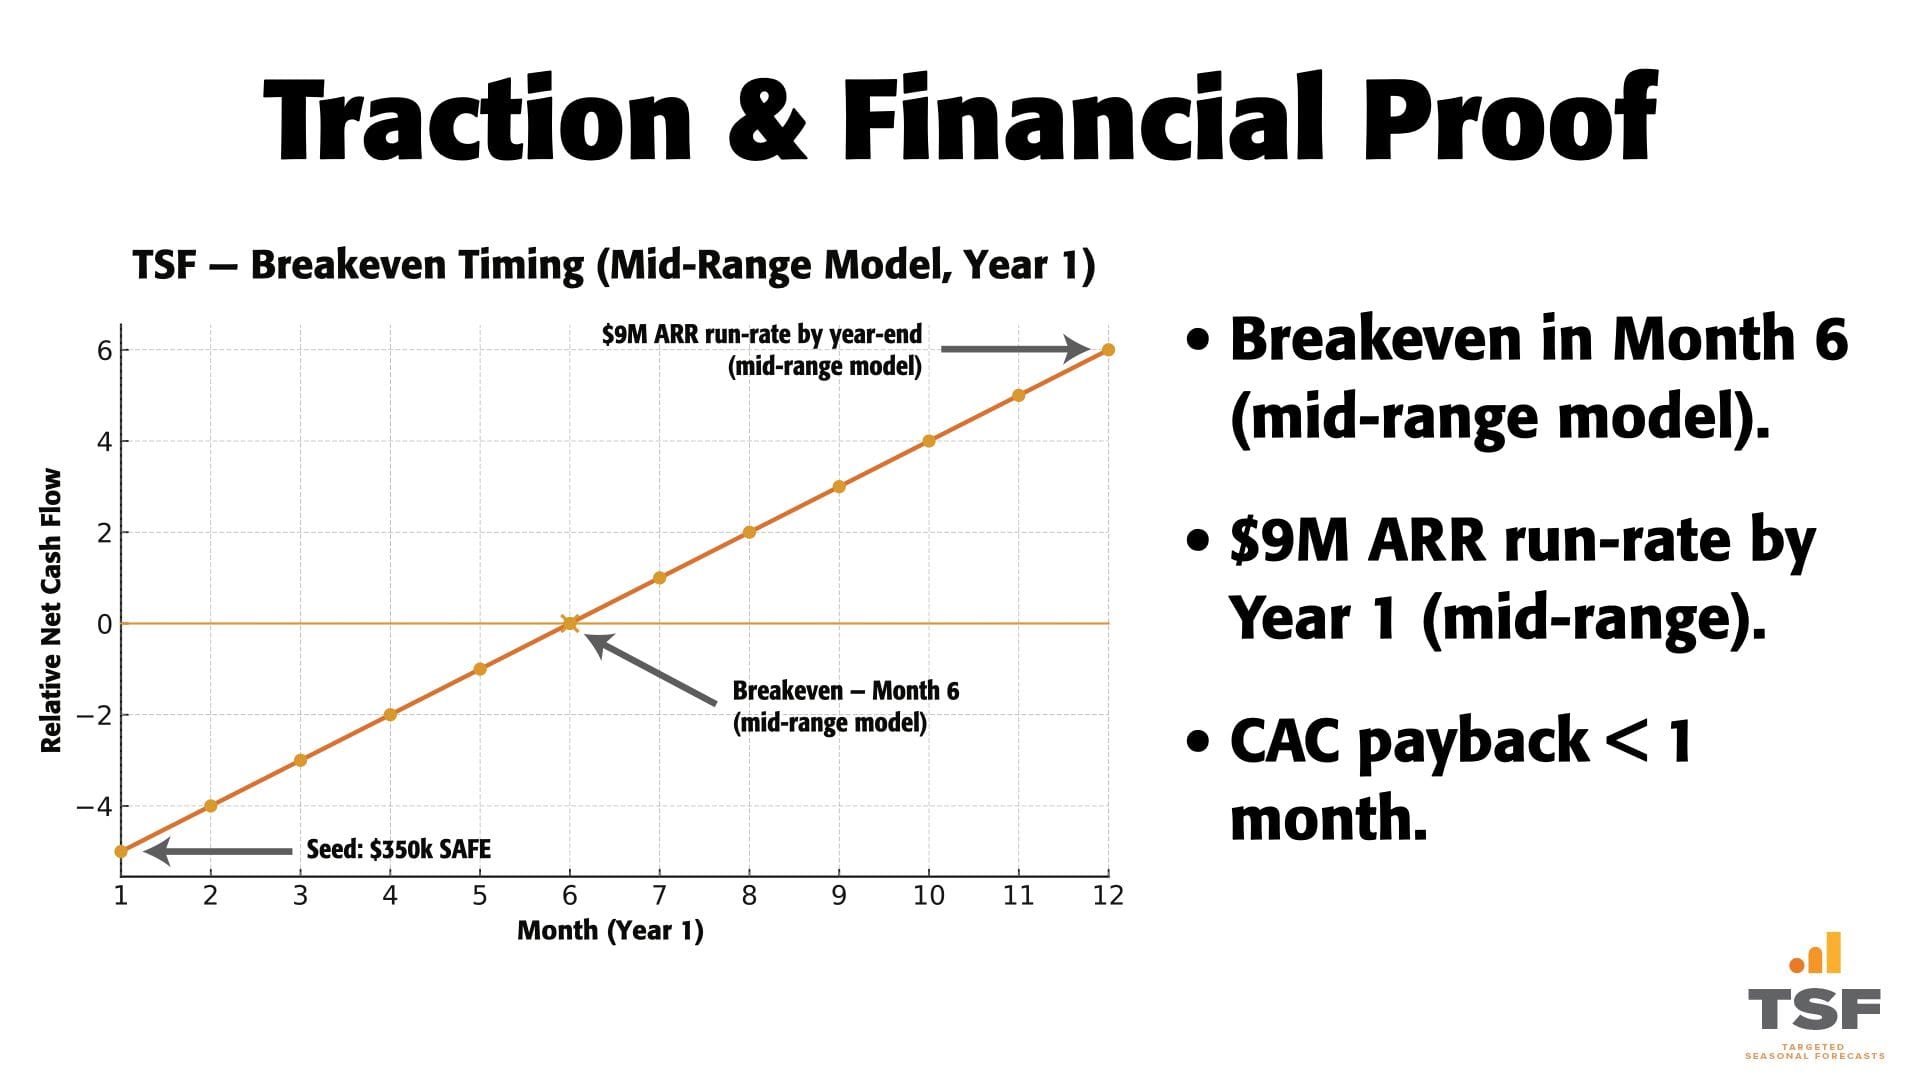 Traction & Financial Proof
TSF – Breakeven Timing (Mid-Range Model, Year 1)
$9M ARR run-rate by year-end
(mid-range model)
6
4
2
0
−2
−4
Relative Net Cash Flow
Breakeven – Month 6
(mid-range model)
Seed: $350k SAFE
1 2 3 4 5 6 7 8 9 10 11 12
Month (Year 1)
• Breakeven in Month 6
(mid-range model).
• $9M ARR run-rate by
Year 1 (mid-range).
• CAC payback < 1
month.
TSF
TARGETED
SEASONAL FORECASTS